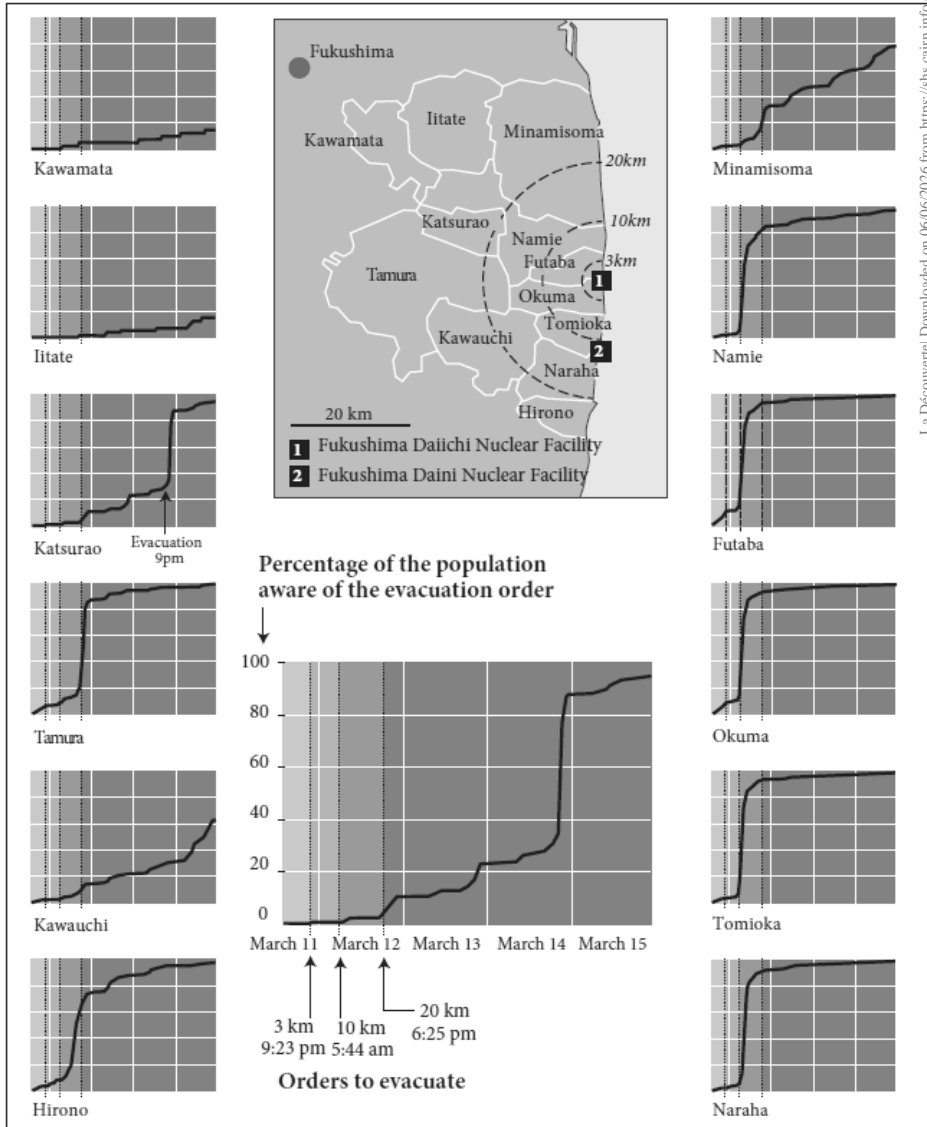 Kawamata
Iitate
Katsurao
Evacuation
9pm
Tamura
Kawauchi
Hirono
Fukushima
Kawamata
Iitate
Minamisoma
20km
Katsurao
10km
Namie
Futaba
3km
1
Tamura
Okuma
Kawauchi
Tomioka
2
Naraha
Hirono
20 km
1 Fukushima Daiichi Nuclear Facility
2 Fukushima Daini Nuclear Facility
Percentage of the population
aware of the evacuation order
100
80
60
40
20
0
March 11 March 12 March 13 March 14 March 15
3 km
9:23 pm
10 km
5:44 am
20 km
6:25 pm
Orders to evacuate
Minamisoma
Namie
Futaba
Okuma
Tomioka
Naraha
La Découverte| Downloaded on 06/06/2026 from https://shs.cairn.info